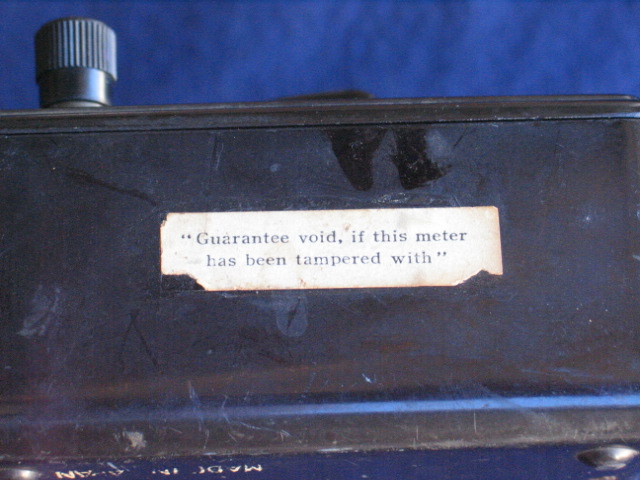 "Guarantee void, if this meter
has been tampered with"